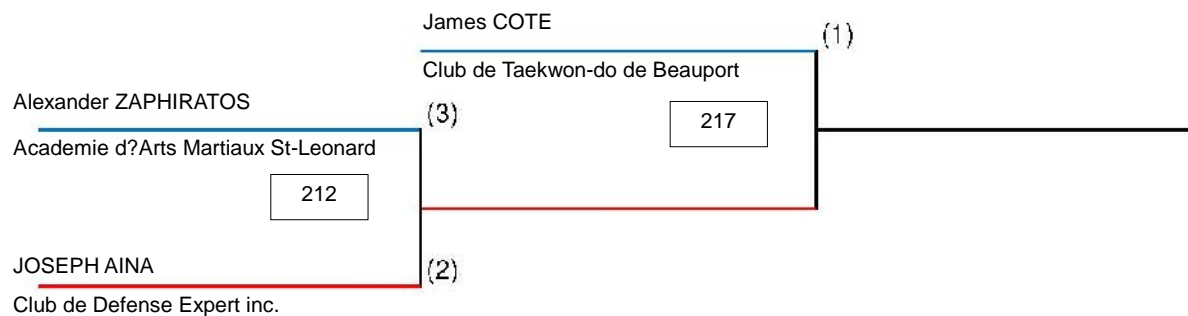 James COTE
(1)
Club de Taekwon-do de Beauport
Alexander ZAPHIRATOS
(3)
217
Academie d?Arts Martiaux St-Leonard
212
JOSEPH AINA
(2)
Club de Defense Expert inc.